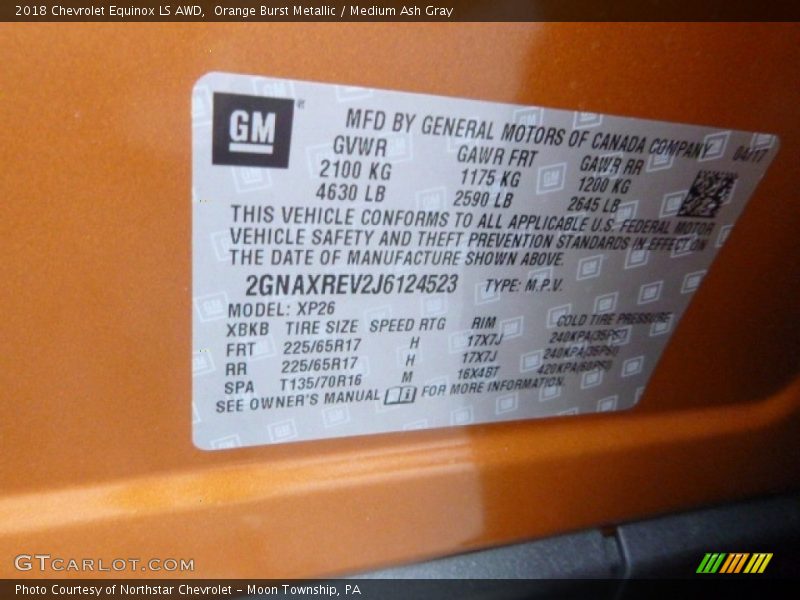 2018 Chevrolet Equinox LS AWD,  Orange Burst Metallic / Medium Ash Gray
GM ®
MFD BY GENERAL MOTORS OF CANADA COMPANY 04/17
GVWR GAWR FRT GAWR RR
2100 KG 1175 KG 1200 KG
4630 LB 2590 LB 2645 LB
THIS VEHICLE CONFORMS TO ALL APPLICABLE U.S. FEDERAL MOTOR
VEHICLE SAFETY AND THEFT PREVENTION STANDARDS IN EFFECT ON
THE DATE OF MANUFACTURE SHOWN ABOVE.
2GNAXREV2J6124523 TYPE: M.P.V.
MODEL: XP26
XBKB TIRE SIZE SPEED RTG RIM COLD TIRE PRESSURE
FRT 225/65R17 H 17X7J 240KPA(35PSI)
RR 225/65R17 H 17X7J 240KPA(35PSI)
SPA T135/70R16 M 16X4BT 420KPA(60PSI)
SEE OWNER'S MANUAL i FOR MORE INFORMATION.
GTCARLOT.COM
Photo Courtesy of Northstar Chevrolet – Moon Township, PA